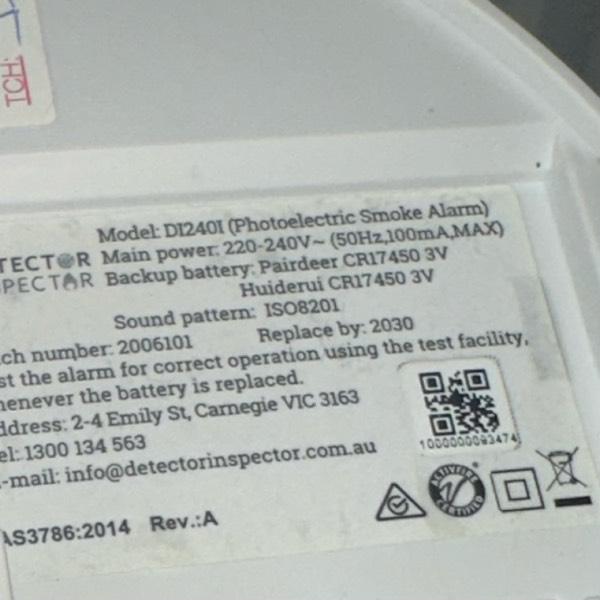 TCH:
Model: DI240I (Photoelectric Smoke Alarm)
TECTOR Main power: 220-240V~ (50Hz,100mA,MAX)
PECTOR Backup battery: Pairdeer CR17450 3V
Huiderui CR17450 3V
Sound pattern: ISO8201
ch number: 2006101 Replace by: 2030
st the alarm for correct operation using the test facility,
henever the battery is replaced.
ddress: 2-4 Emily St, Carnegie VIC 3163
el: 1300 134 563
-mail: info@detectorinspector.com.au
1000000093474
AS3786:2014 Rev.:A